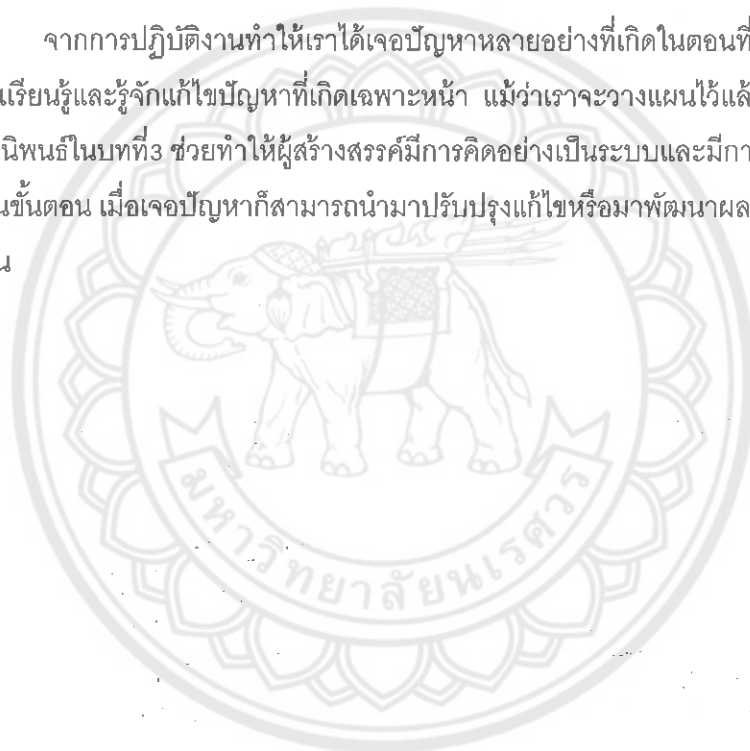 จากการปฏิบัติงานทำให้เราได้เจอปัญหาหลายอย่างที่เกิดในตอนที่
นเรียนรู้และรู้จักแก้ไขปัญหาที่เกิดเฉพาะหน้า แม้ว่าเราจะวางแผนไว้แล้
นิพนธ์ในบทที่3 ช่วยทำให้ผู้สร้างสรรค์มีการคิดอย่างเป็นระบบและมีกา
นขั้นตอน เมื่อเจอปัญหาก็สามารถนำมาปรับปรุงแก้ไขหรือมาพัฒนาผล
น
มหาวิทยาลัยนเรศวร